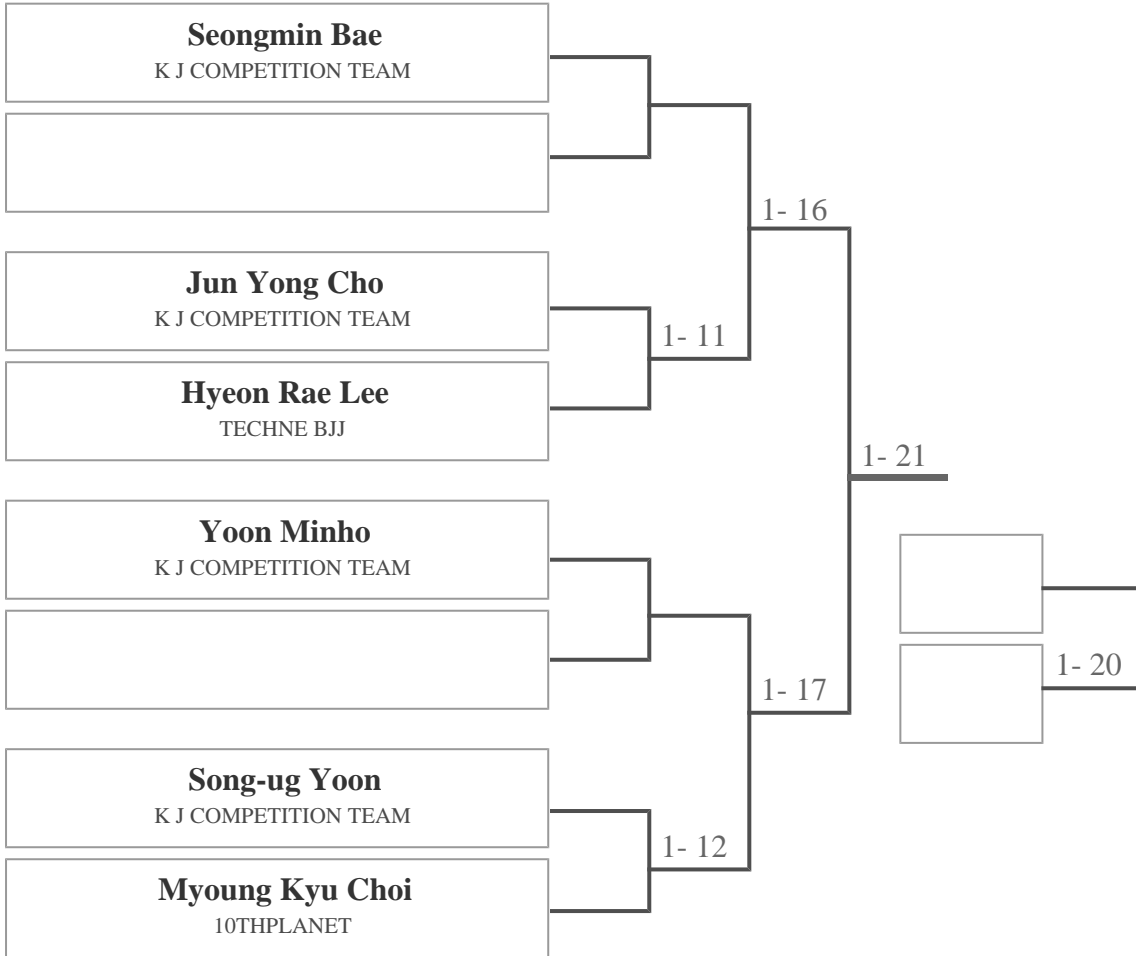 Seongmin Bae
K J COMPETITION TEAM
1- 16
Jun Yong Cho
K J COMPETITION TEAM
1- 11
Hyeon Rae Lee
TECHNE BJJ
1- 21
Yoon Minho
K J COMPETITION TEAM
1- 20
1- 17
Song-ug Yoon
K J COMPETITION TEAM
1- 12
Myoung Kyu Choi
10THPLANET